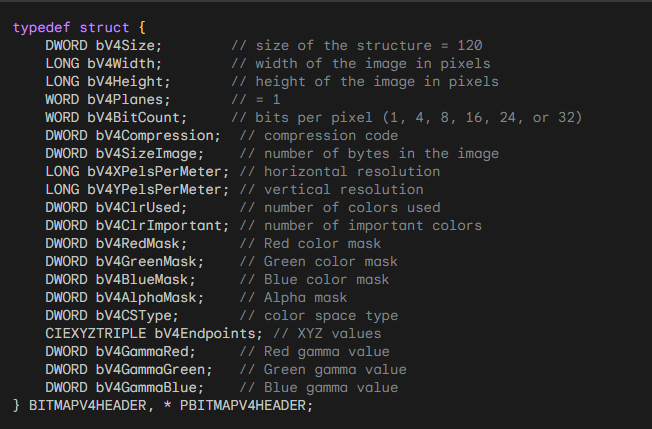 typedef struct {
    DWORD bV4Size;        // size of the structure = 120
    LONG bV4Width;        // width of the image in pixels
    LONG bV4Height;       // height of the image in pixels
    WORD bV4Planes;       // = 1
    WORD bV4BitCount;     // bits per pixel (1, 4, 8, 16, 24, or 32)
    DWORD bV4Compression;  // compression code
    DWORD bV4SizeImage;    // number of bytes in the image
    LONG bV4XPelsPerMeter; // horizontal resolution
    LONG bV4YPelsPerMeter; // vertical resolution
    DWORD bV4ClrUsed;      // number of colors used
    DWORD bV4ClrImportant; // number of important colors
    DWORD bV4RedMask;      // Red color mask
    DWORD bV4GreenMask;    // Green color mask
    DWORD bV4BlueMask;     // Blue color mask
    DWORD bV4AlphaMask;    // Alpha mask
    DWORD bV4CSType;       // color space type
    CIEXYZTRIPLE bV4Endpoints; // XYZ values
    DWORD bV4GammaRed;     // Red gamma value
    DWORD bV4GammaGreen;   // Green gamma value
    DWORD bV4GammaBlue;    // Blue gamma value
} BITMAPV4HEADER, * PBITMAPV4HEADER;